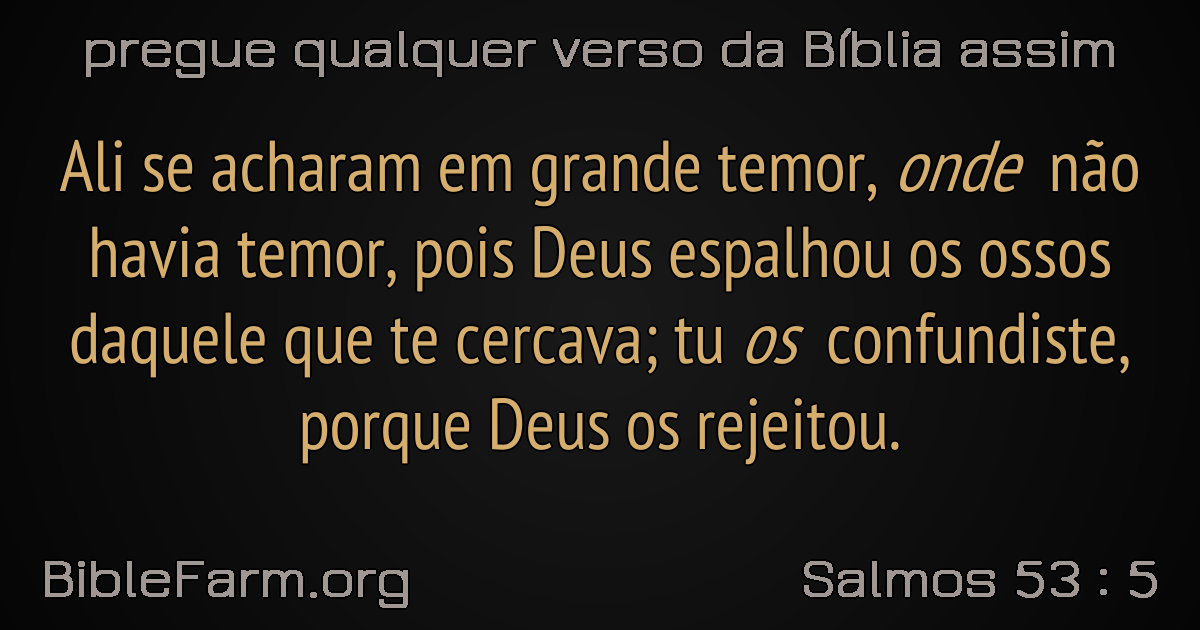 pregue qualquer verso da Bíblia assim
Ali se acharam em grande temor, onde não
havia temor, pois Deus espalhou os ossos
daquele que te cercava; tu os confundiste,
porque Deus os rejeitou.
BibleFarm.org
Salmos 53 : 5